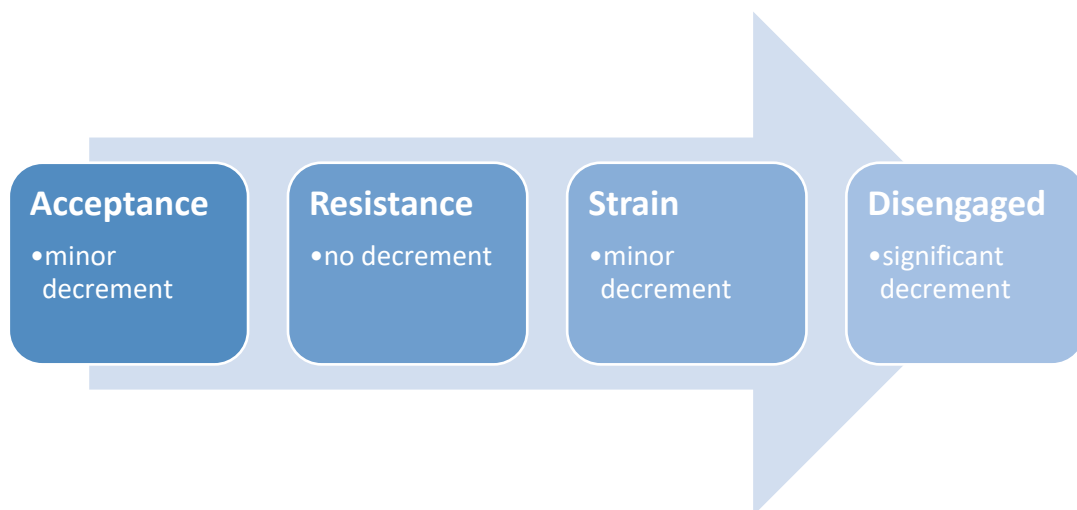 Acceptance
•minor
decrement
Resistance
•no decrement
Strain
•minor
decrement
Disengaged
•significant
decrement